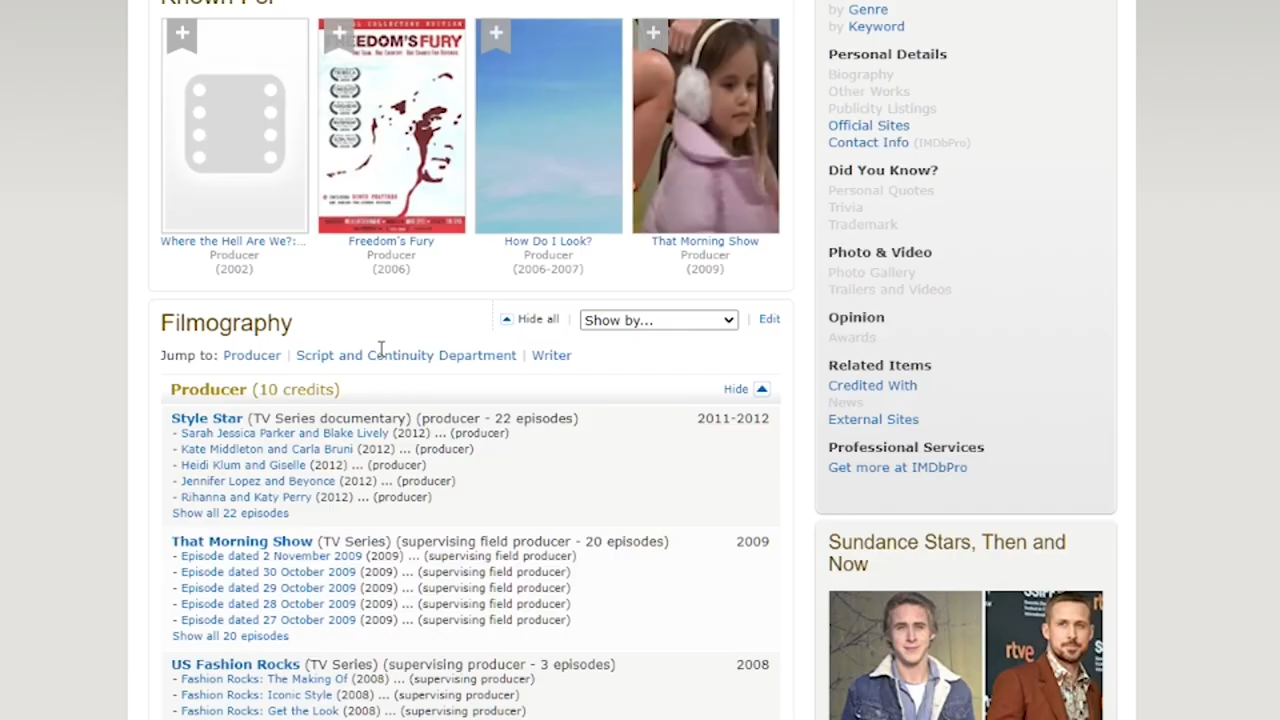 Known For
EDOM'S FURY
Where the Hell Are We?:...
Producer
(2002)
Freedom's Fury
Producer
(2006)
How Do I Look?
Producer
(2006-2007)
That Morning Show
Producer
(2009)
Filmography
Hide all
Show by...
Edit
Jump to: Producer | Script and Continuity Department | Writer
Producer (10 credits)
Hide
Style Star (TV Series documentary) (producer - 22 episodes) 2011-2012
- Sarah Jessica Parker and Blake Lively (2012) ... (producer)
- Kate Middleton and Carla Bruni (2012) ... (producer)
- Heidi Klum and Giselle (2012) ... (producer)
- Jennifer Lopez and Beyonce (2012) ... (producer)
- Rihanna and Katy Perry (2012) ... (producer)
Show all 22 episodes
That Morning Show (TV Series) (supervising field producer - 20 episodes) 2009
- Episode dated 2 November 2009 (2009) ... (supervising field producer)
- Episode dated 30 October 2009 (2009) ... (supervising field producer)
- Episode dated 29 October 2009 (2009) ... (supervising field producer)
- Episode dated 28 October 2009 (2009) ... (supervising field producer)
- Episode dated 27 October 2009 (2009) ... (supervising field producer)
Show all 20 episodes
US Fashion Rocks (TV Series) (supervising producer - 3 episodes) 2008
- Fashion Rocks: The Making Of (2008) ... (supervising producer)
- Fashion Rocks: Iconic Style (2008) ... (supervising producer)
- Fashion Rocks: Get the Look (2008) ... (supervising producer)
by Genre
by Keyword
Personal Details
Biography
Other Works
Publicity Listings
Official Sites
Contact Info (IMDbPro)
Did You Know?
Personal Quotes
Trivia
Trademark
Photo & Video
Photo Gallery
Trailers and Videos
Opinion
Awards
Related Items
Credited With
News
External Sites
Professional Services
Get more at IMDbPro
Sundance Stars, Then and
Now
rtve